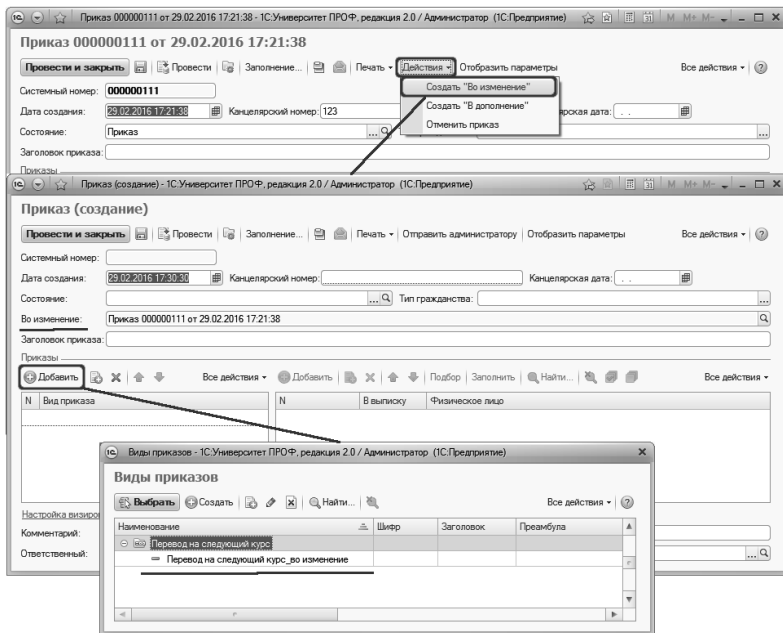 Приказ 000000111 от 29.02.2016 17:21:38 - 1С:Университет ПРОФ, редакция 2.0 / Администратор (1С:Предприятие) M M+ M-
Приказ 000000111 от 29.02.2016 17:21:38
Провести и закрыть Провести Заполнение... Печать Действия Отобразить параметры Все действия
Создать "Во изменение"
Создать "В дополнение"
Отменить приказ
Системный номер: 000000111
Дата создания: 29.02.2016 17:21:38 Канцелярский номер: 123 рская дата: . .
Состояние: Приказ
Заголовок приказа:
Приказы
Приказ (создание) - 1С:Университет ПРОФ, редакция 2.0 / Администратор (1С:Предприятие) M M+ M-
Приказ (создание)
Провести и закрыть Провести Заполнение... Печать Отправить администратору Отобразить параметры Все действия
Системный номер:
Дата создания: 29.02.2016 17:30:30 Канцелярский номер: Канцелярская дата: . .
Состояние: Тип гражданства:
Во изменение: Приказ 000000111 от 29.02.2016 17:21:38
Заголовок приказа:
Приказы
Добавить Все действия Добавить Подбор Заполнить Найти... Все действия
N Вид приказа N В выписку Физическое лицо
Настройка визиров
Комментарий:
Ответственный:
Виды приказов - 1С:Университет ПРОФ, редакция 2.0 / Администратор (1С:Предприятие)
Виды приказов
Выбрать Создать Найти... Все действия
Наименование Шифр Заголовок Преамбула
Перевод на следующий курс
Перевод на следующий курс_во изменение